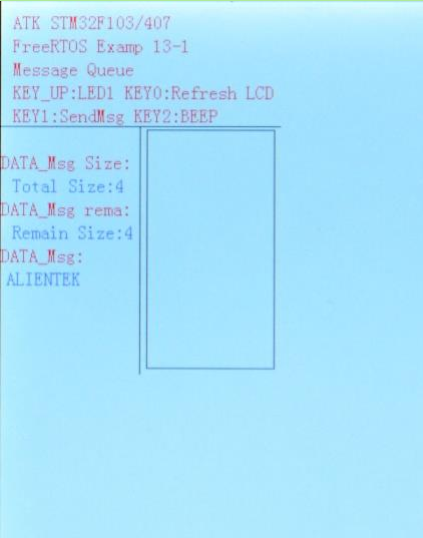 ATK STM32F103/407
FreeRTOS Examp 13-1
Message Queue
KEY_UP:LED1 KEY0:Refresh LCD
KEY1:SendMsg KEY2:BEEP
DATA_Msg Size:
Total Size:4
DATA_Msg rema:
Remain Size:4
DATA_Msg:
ALIENTEK